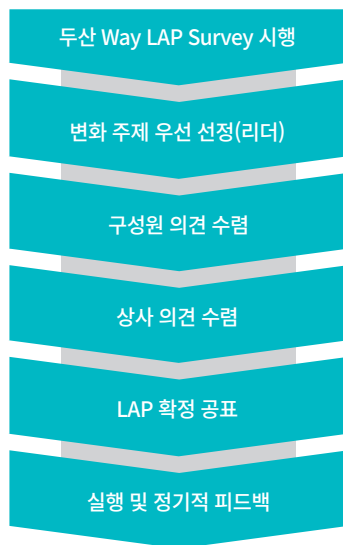 두산 Way LAP Survey 시행
변화 주제 우선 선정(리더)
구성원 의견 수렴
상사 의견 수렴
LAP 확정 공표
실행 및 정기적 피드백